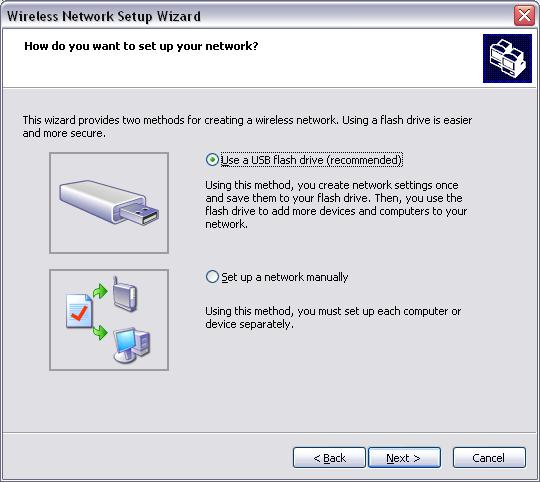 Wireless Network Setup Wizard
How do you want to set up your network?
This wizard provides two methods for creating a wireless network. Using a flash drive is easier
and more secure.
Use a USB flash drive (recommended)
Using this method, you create network settings once
and save them to your flash drive. Then, you use the
flash drive to add more devices and computers to your
network.
Set up a network manually
Using this method, you must set up each computer or
device separately.
< Back Next > Cancel